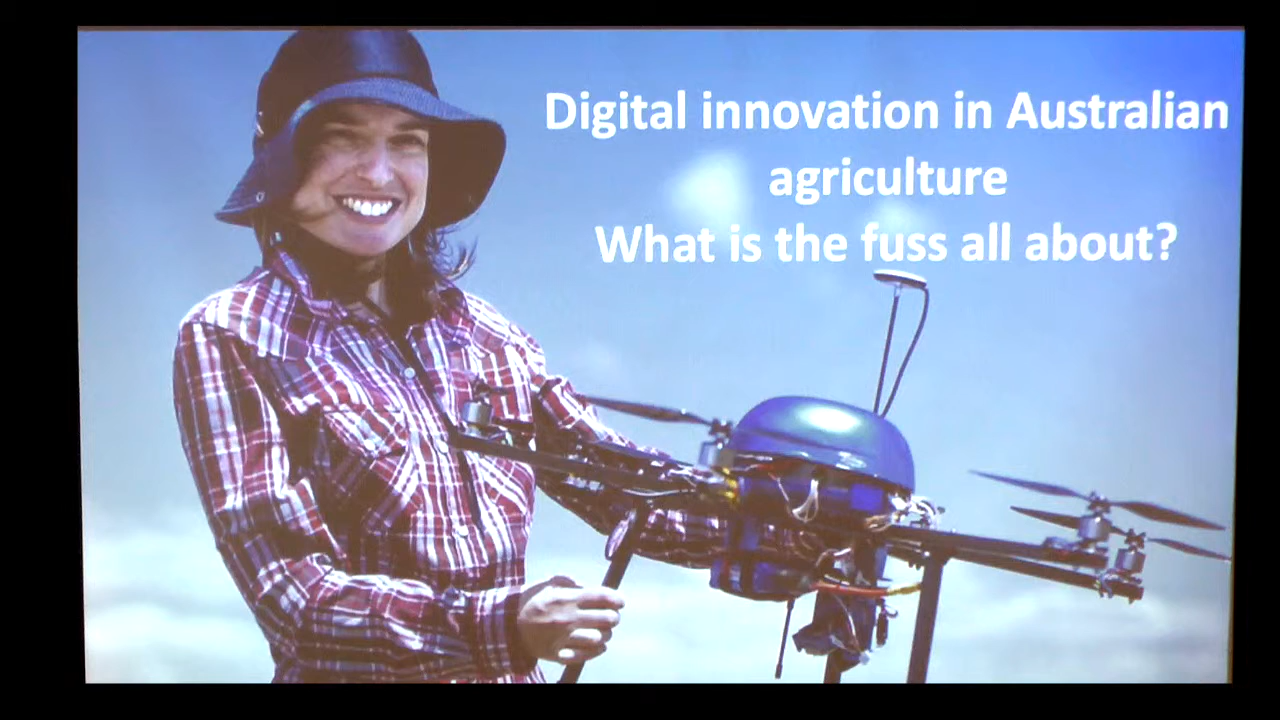 Digital innovation in Australian
agriculture
What is the fuss all about?